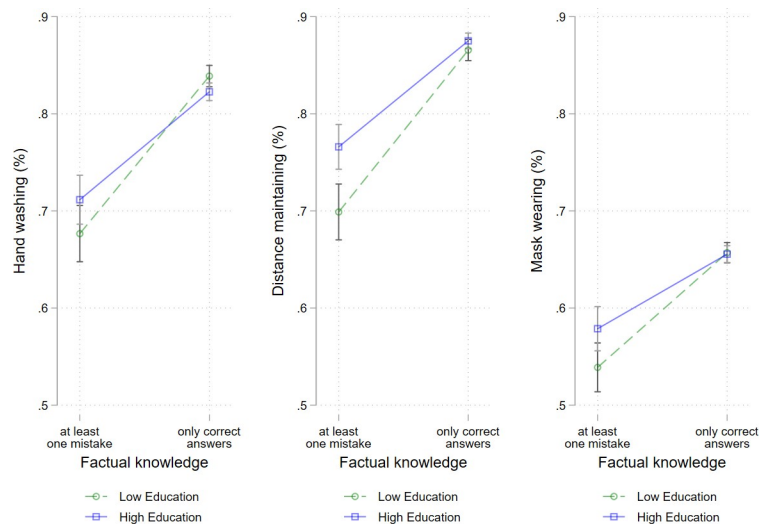 .9
.8
.7
.6
.5
Hand washing (%)
at least
one mistake
only correct
answers
Factual knowledge
Low Education
High Education
.9
.8
.7
.6
.5
Distance maintaining (%)
at least
one mistake
only correct
answers
Factual knowledge
Low Education
High Education
.9
.8
.7
.6
.5
Mask wearing (%)
at least
one mistake
only correct
answers
Factual knowledge
Low Education
High Education